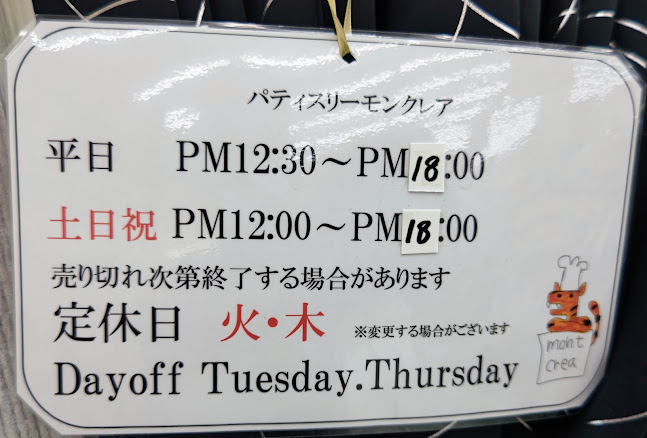 パティスリーモンクレア
平日 PM12:30～PM18:00
土日祝 PM12:00～PM18:00
売り切れ次第終了する場合があります
定休日 火・木 ※変更する場合がございます
mont
crea
Dayoff Tuesday.Thursday